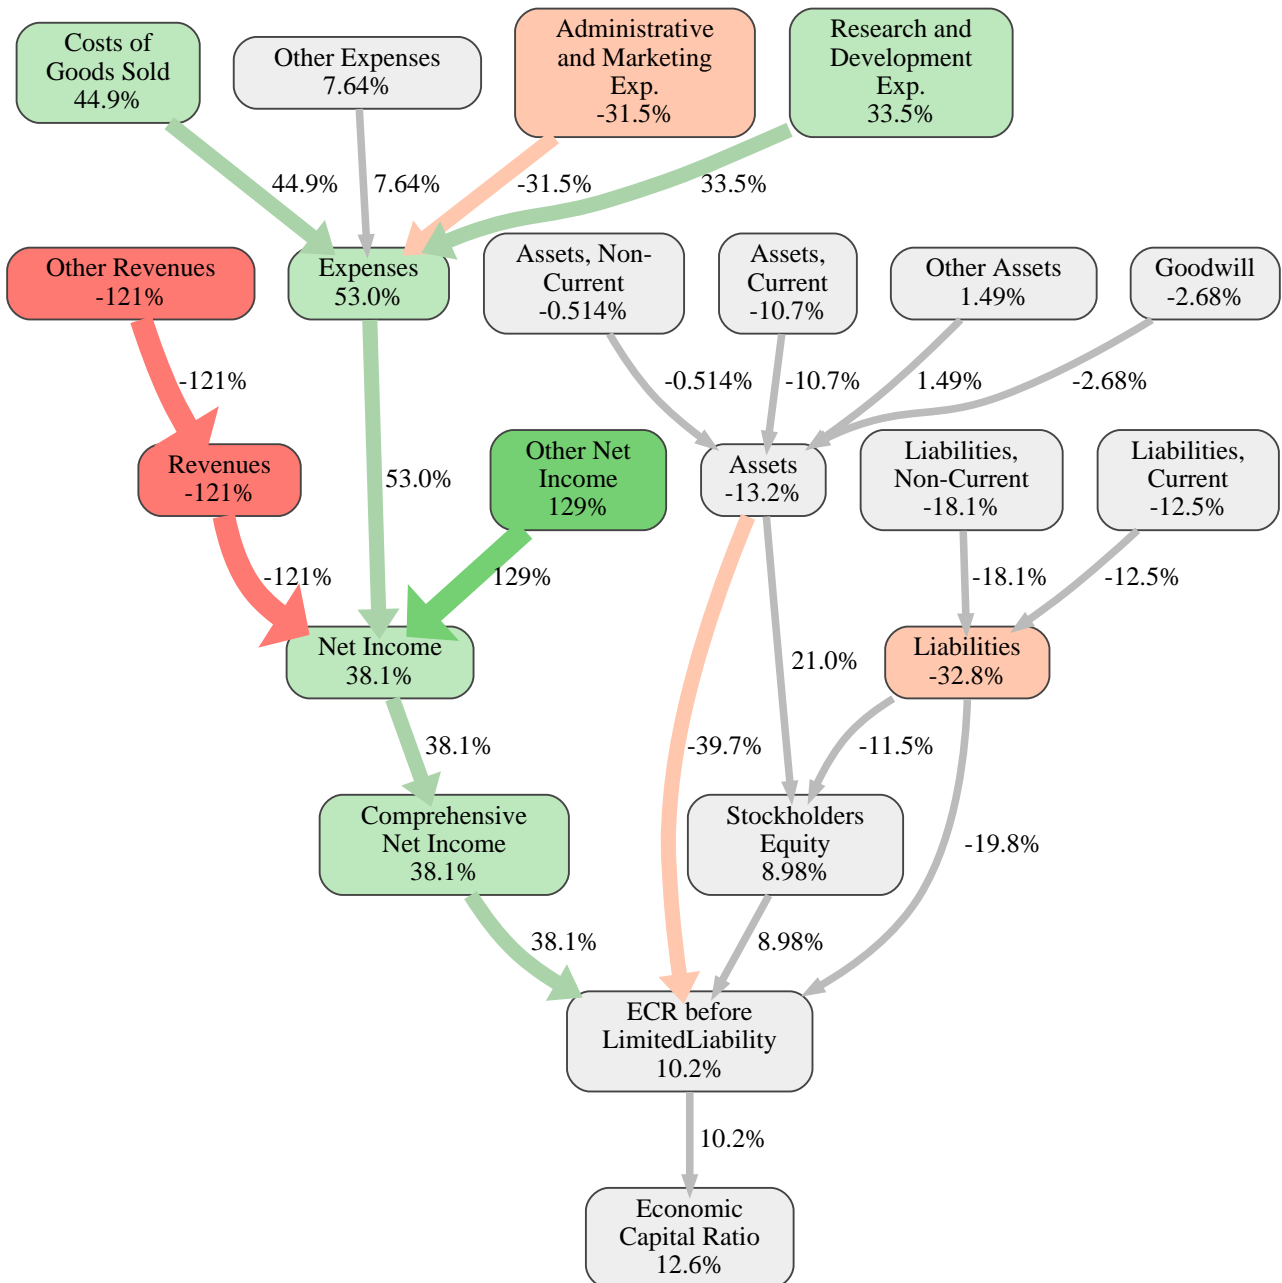 Costs of
Goods Sold
44.9%
Other Expenses
7.64%
Administrative
and Marketing
Exp.
-31.5%
Research and
Development
Exp.
33.5%
44.9%
7.64%
-31.5%
33.5%
Other Revenues
-121%
Expenses
53.0%
Assets, Non-
Current
-0.514%
Assets,
Current
-10.7%
Other Assets
1.49%
Goodwill
-2.68%
-121%
-0.514%
-10.7%
1.49%
-2.68%
Revenues
-121%
53.0%
Other Net
Income
129%
Assets
-13.2%
Liabilities,
Non-Current
-18.1%
Liabilities,
Current
-12.5%
-121%
129%
-18.1%
-12.5%
Net Income
38.1%
21.0%
Liabilities
-32.8%
38.1%
-39.7%
-11.5%
Comprehensive
Net Income
38.1%
Stockholders
Equity
8.98%
-19.8%
38.1%
8.98%
ECR before
LimitedLiability
10.2%
10.2%
Economic
Capital Ratio
12.6%